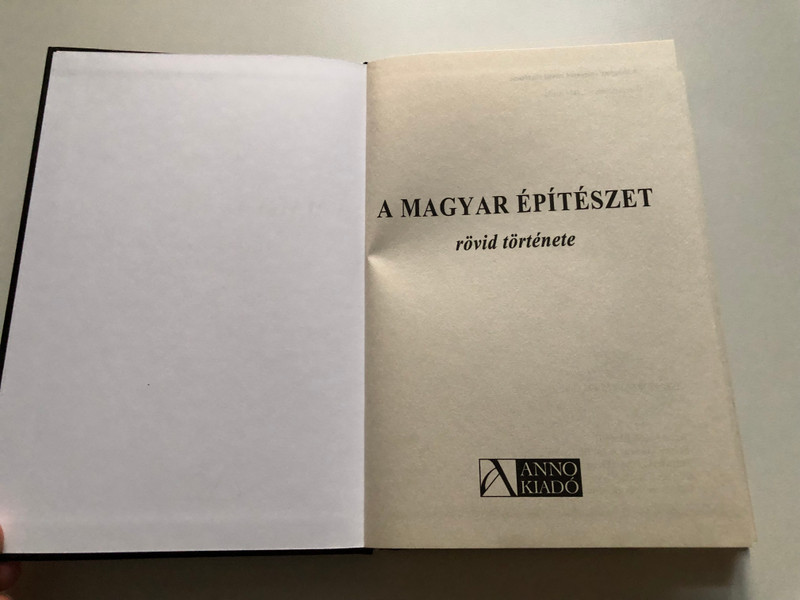 A MAGYAR ÉPÍTÉSZET
rövid története
ANNO
KIADÓ